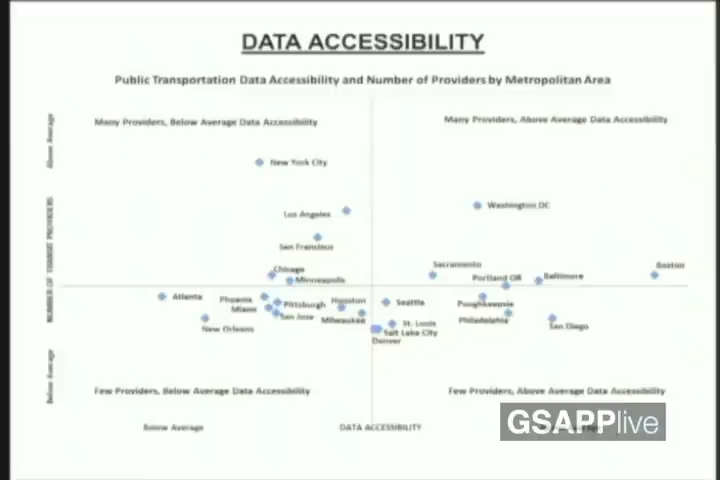 DATA ACCESSIBILITY
Public Transportation Data Accessibility and Number of Providers by Metropolitan Area
Many Providers, Below Average Data Accessibility
Many Providers, Above Average Data Accessibility
Above Average
New York City
Washington DC
Los Angeles
San Francisco
NUMBER OF TRANSIT PROVIDERS
Chicago
Minneapolis
Sacramento
Portland OR
Baltimore
Boston
Atlanta
Phoenix
Miami
Pittsburgh
San Jose
Houston
Milwaukee
Seattle
Poughkeepsie
Philadelphia
San Diego
New Orleans
St. Louis
Salt Lake City
Denver
Below Average
Few Providers, Below Average Data Accessibility
Few Providers, Above Average Data Accessibility
Below Average
DATA ACCESSIBILITY
GSAPPlive